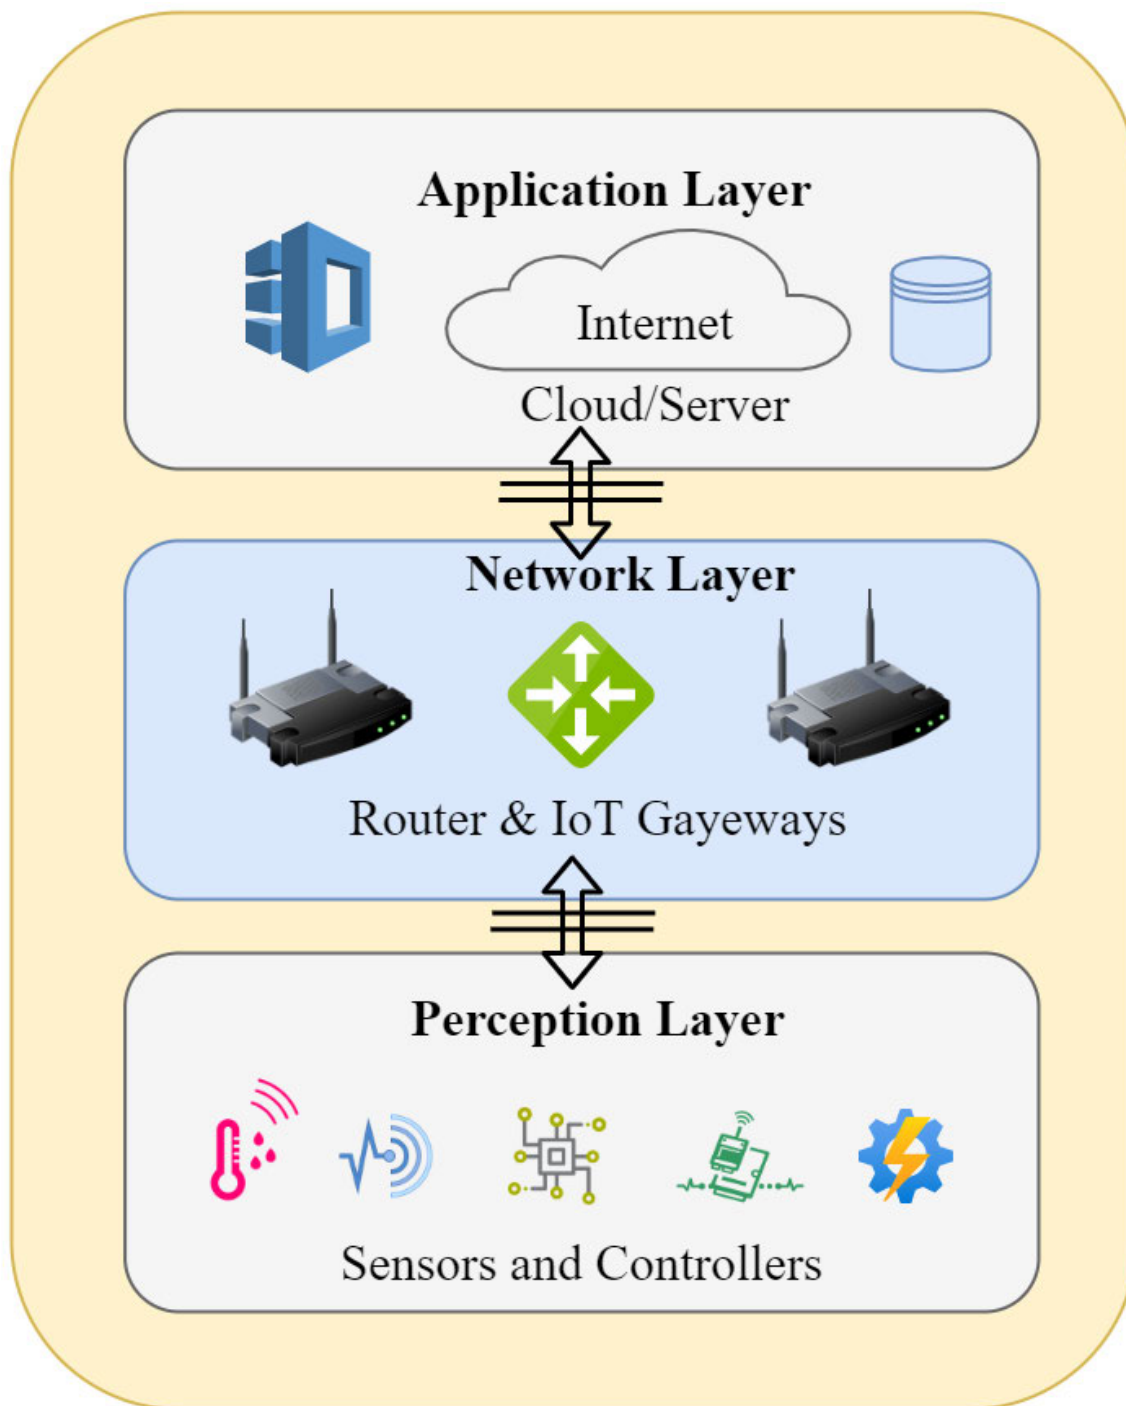 Application Layer
Internet
Cloud/Server
Network Layer
Router & IoT Gayeways
Perception Layer
Sensors and Controllers